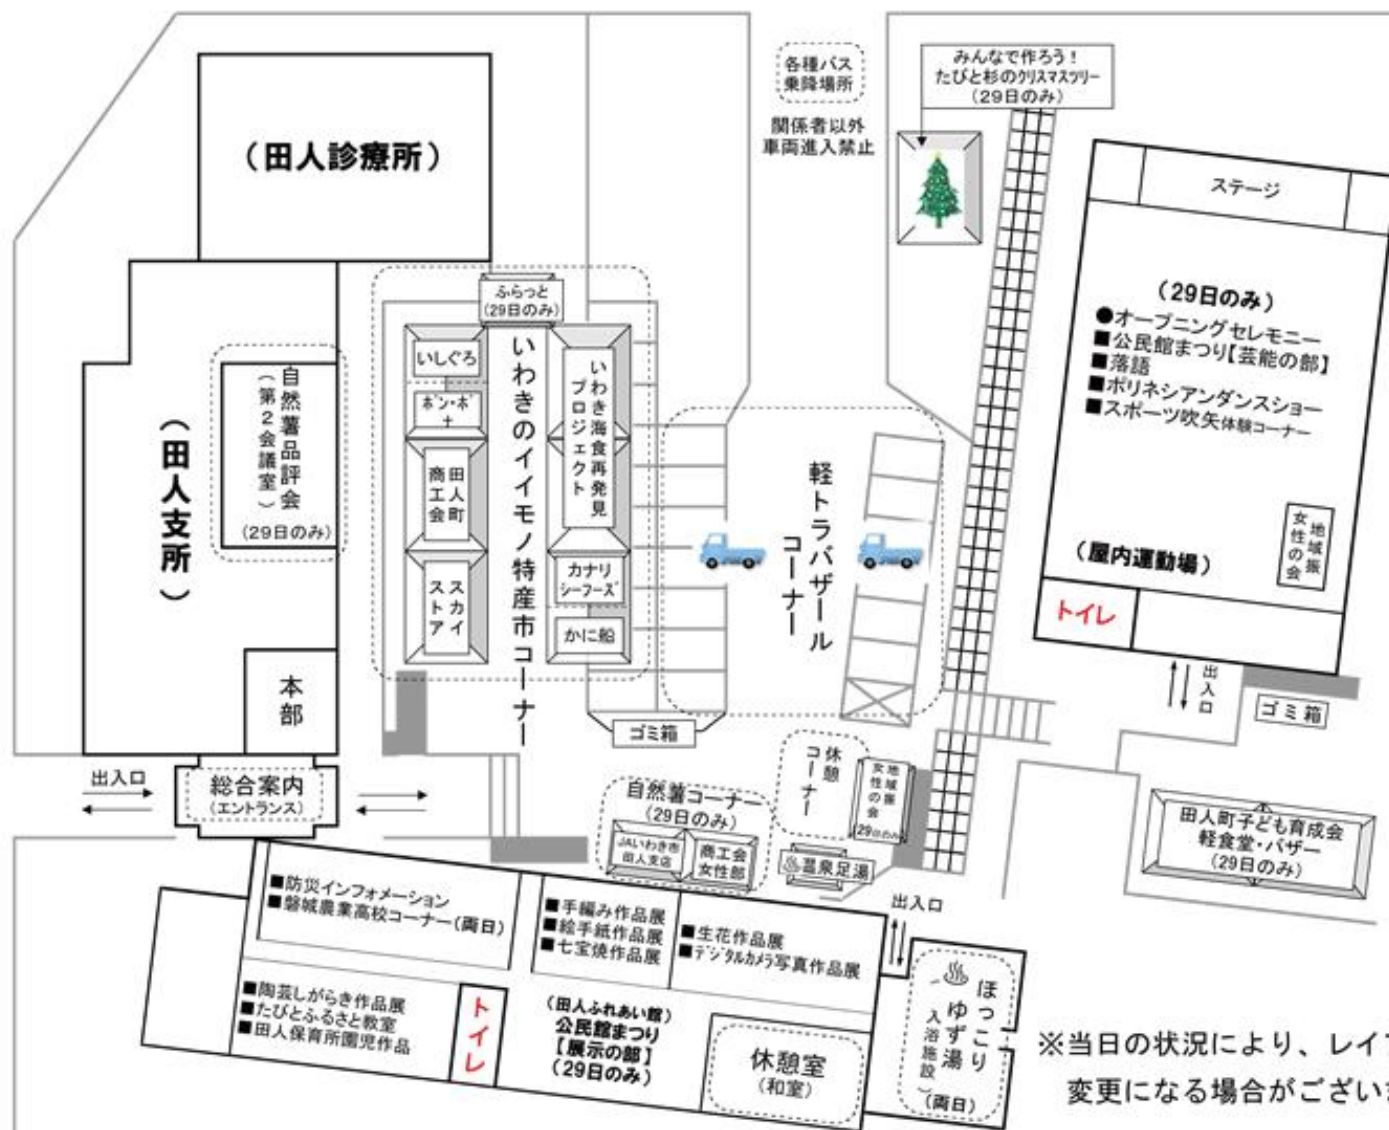 各種バス
乗降場所
関係者以外
車両進入禁止
みんなで作ろう！
たびと杉のクリスマスツリー
（29日のみ）
（田人診療所）
ステージ
（29日のみ）
●オープニングセレモニー
■公民館まつり【芸能の部】
■落語
■ポリネシアンダンスショー
■スポーツ吹矢体験コーナー
地域振
女性の会
（屋内運動場）
トイレ
出入口
ゴミ箱
ふらっと
（29日のみ）
いしぐろ
ボン・ボ
ナ
田人町
商工会
スカイ
ストア
いわきのイイモノ特産市コーナー
いわき海食再発見
プロジェクト
カナリ
シーフーズ
かに船
ゴミ箱
自然薯品評会
（第２会議室）
（29日のみ）
（田人支所）
本部
出入口
総合案内
（エントランス）
軽トラバザール
コーナー
休憩
コーナー
地域振
女性の会
（29日のみ）
自然薯コーナー
（29日のみ）
JAいわき市
田人支店
商工会
女性部
温泉足湯
田人町子ども育成会
軽食堂・バザー
（29日のみ）
出入口
■防災インフォメーション
■磐城農業高校コーナー（両日）
■手編み作品展
■絵手紙作品展
■七宝焼作品展
■生花作品展
■デジタルカメラ写真作品展
■陶芸しがらき作品展
■たびとふるさと教室
■田人保育所園児作品
トイレ
（田人ふれあい館）
公民館まつり
【展示の部】
（29日のみ）
休憩室
（和室）
ほっこり
ゆず湯
（入浴施設）
（両日）
※当日の状況により、レイア
変更になる場合がござい